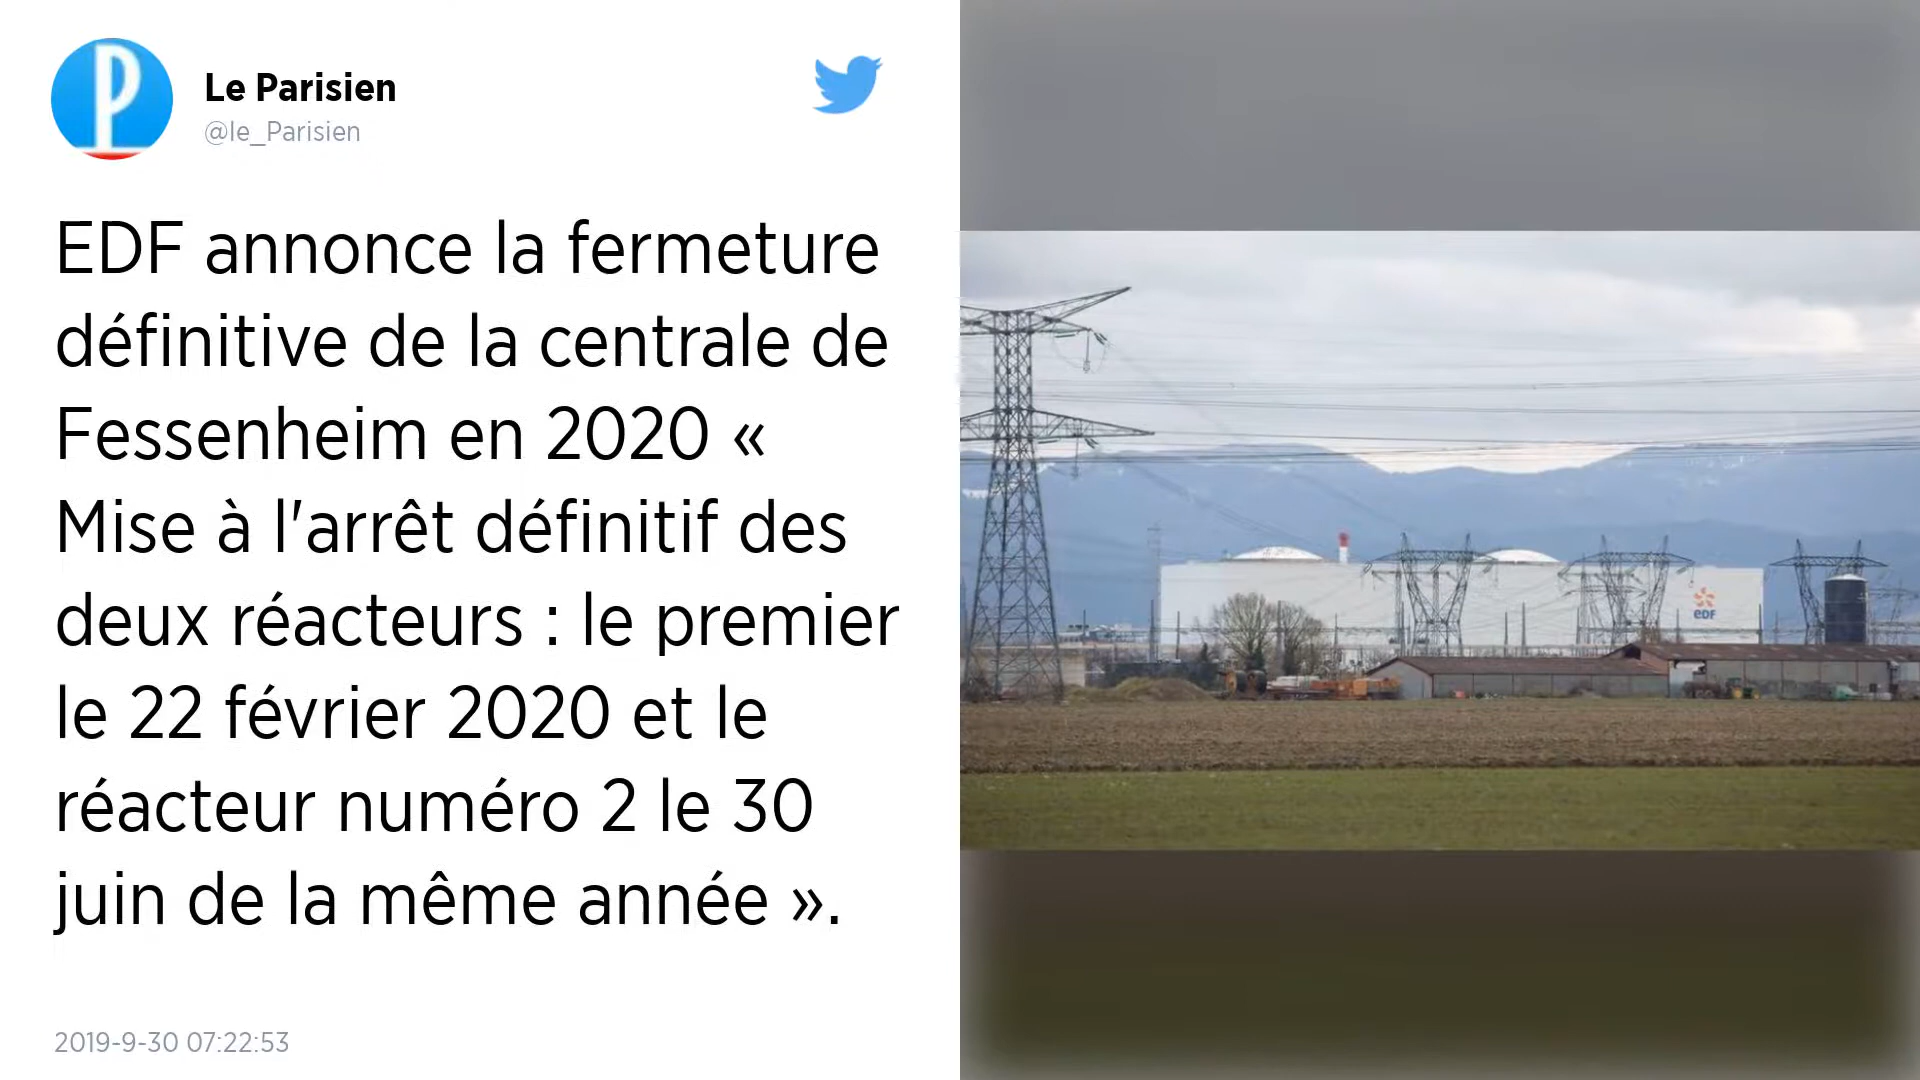 Le Parisien
@le_Parisien
EDF annonce la fermeture
définitive de la centrale de
Fessenheim en 2020 «
Mise à l'arrêt définitif des
deux réacteurs : le premier
le 22 février 2020 et le
réacteur numéro 2 le 30
juin de la même année ».
2019-9-30 07:22:53
eDF